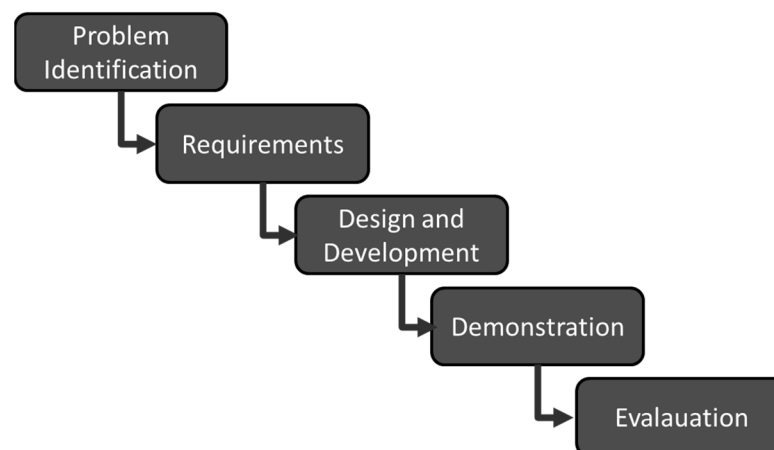 Problem
Identification
Requirements
Design and
Development
Demonstration
Evalauation